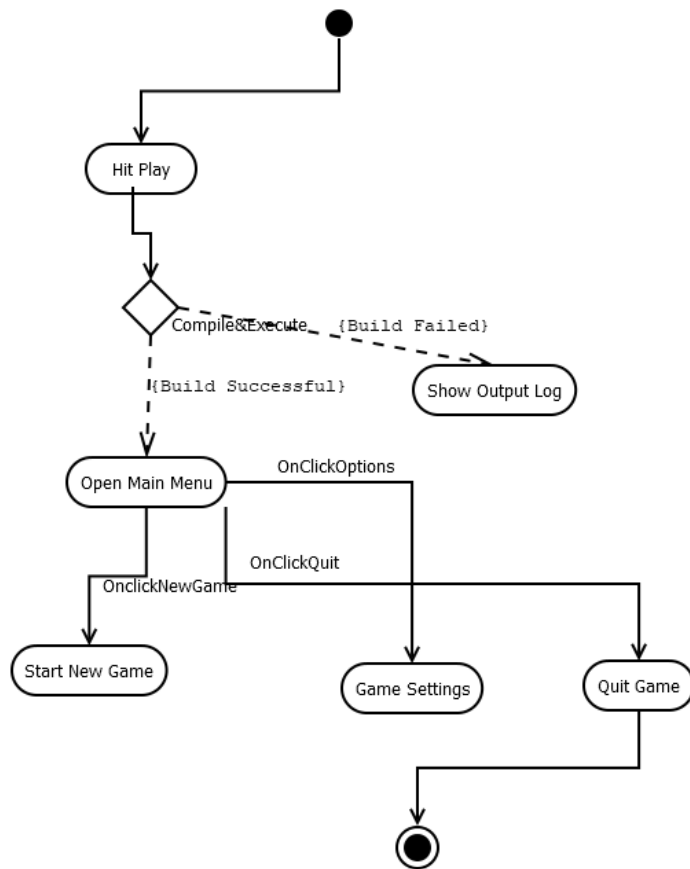 Hit Play
Compile&Execute
{Build Failed}
{Build Successful}
Show Output Log
Open Main Menu
OnClickOptions
OnClickQuit
OnclickNewGame
Start New Game
Game Settings
Quit Game